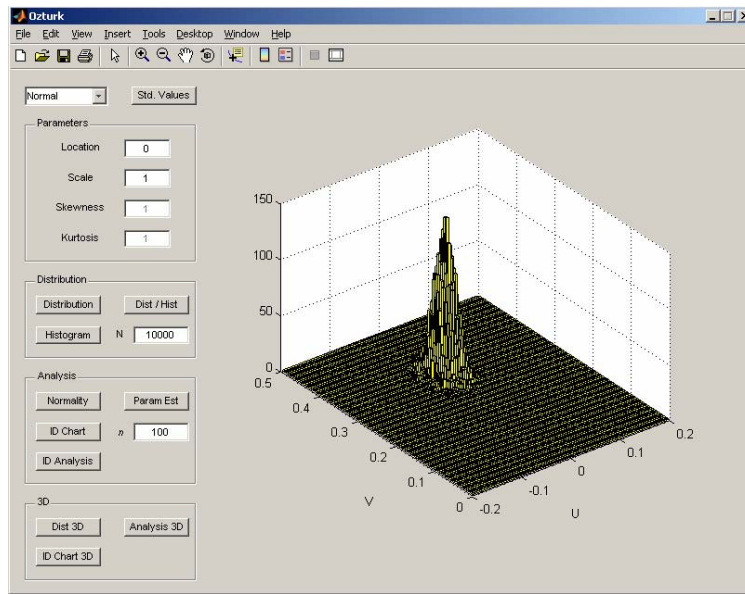 Ozturk
File Edit View Insert Tools Desktop Window Help
Normal Std. Values
Parameters
Location 0
Scale 1
Skewness 1
Kurtosis 1
Distribution
Distribution Dist / Hist
Histogram N 10000
Analysis
Normality Param Est
ID Chart n 100
ID Analysis
3D
Dist 3D Analysis 3D
ID Chart 3D
150
100
50
0
0.5
0.4
0.3
0.2
0.1
0
V
-0.2
-0.1
0
0.1
0.2
U